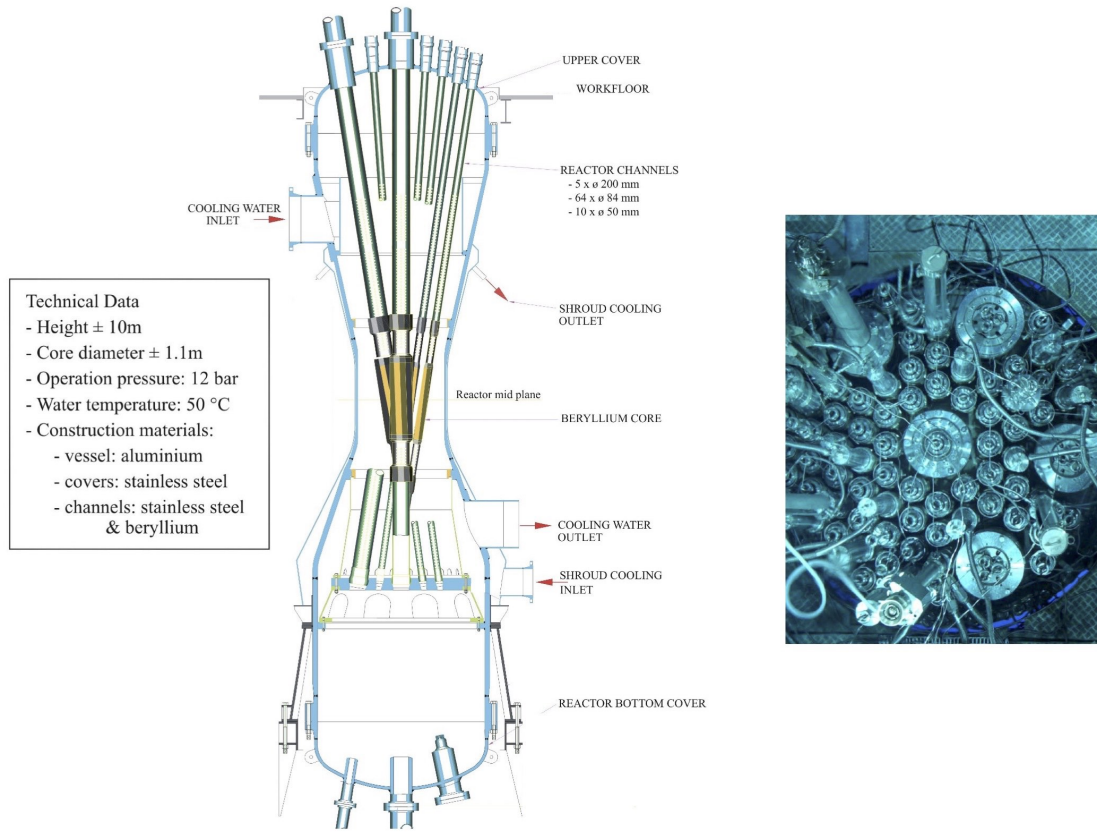 UPPER COVER
WORKFLOOR
REACTOR CHANNELS
- 5 x ø 200 mm
- 64 x ø 84 mm
- 10 x ø 50 mm
COOLING WATER
INLET
SHROUD COOLING
OUTLET
Technical Data
- Height ± 10m
- Core diameter ± 1.1m
- Operation pressure: 12 bar
- Water temperature: 50 °C
- Construction materials:
- vessel: aluminium
- covers: stainless steel
- channels: stainless steel
& beryllium
Reactor mid plane
BERYLLIUM CORE
COOLING WATER
OUTLET
SHROUD COOLING
INLET
REACTOR BOTTOM COVER